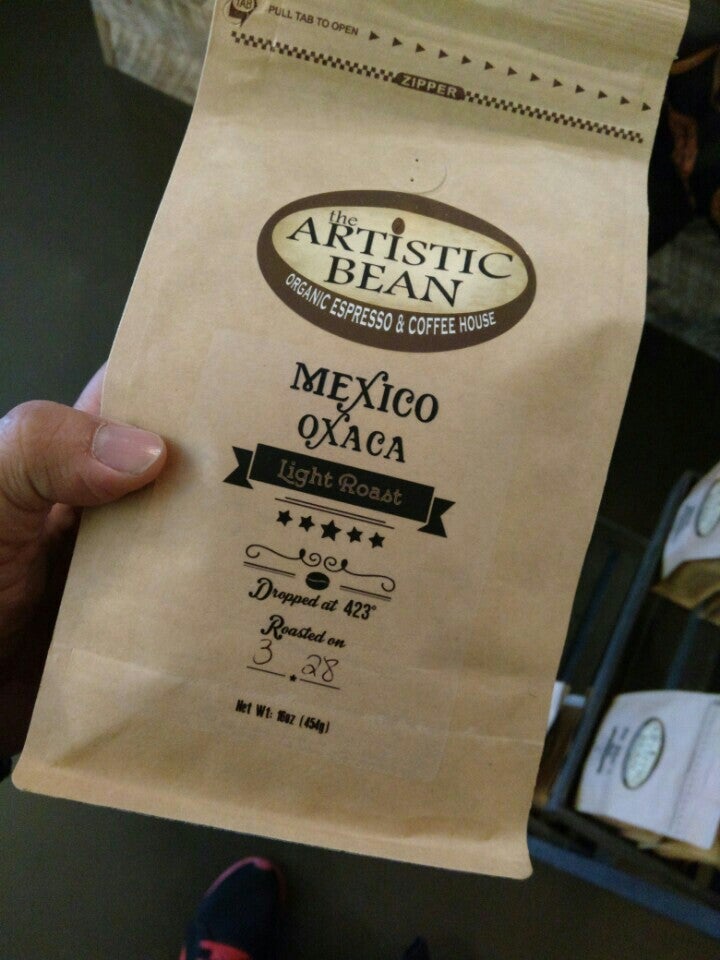 TAB
PULL TAB TO OPEN
ZIPPER
the
ARTISTIC
BEAN
ORGANIC ESPRESSO & COFFEE HOUSE
MEXICO
OXACA
Light Roast
Dropped at 423°
Roasted on
3 28
Net Wt: 16oz (454g)